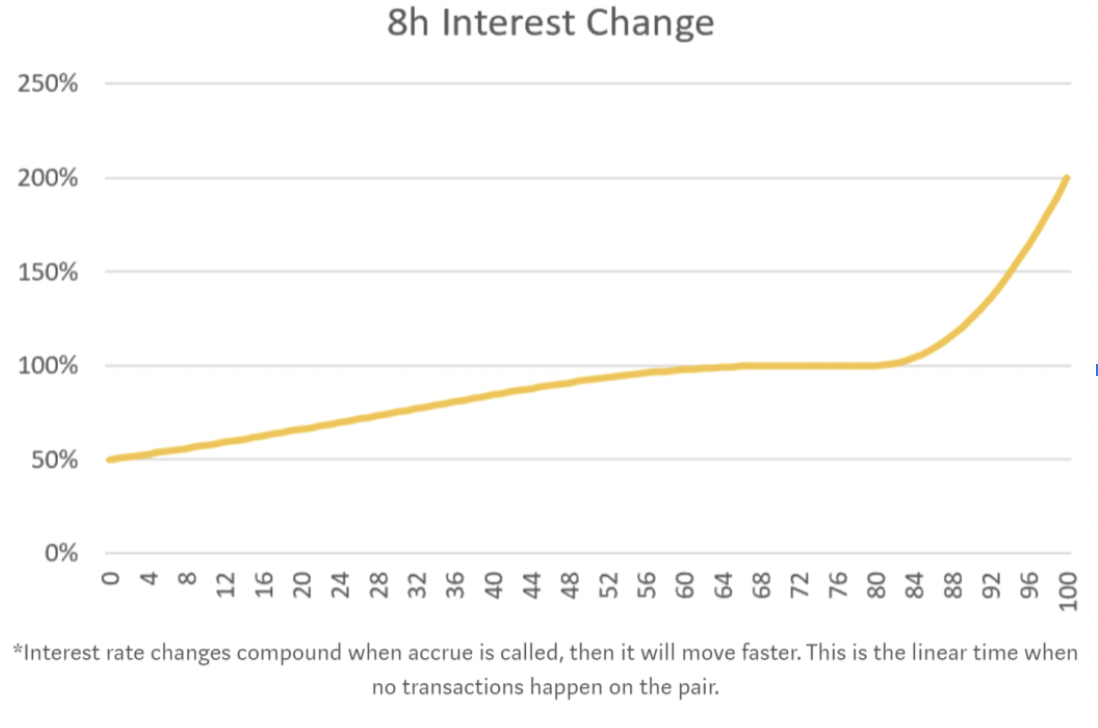 8h Interest Change
250%
200%
150%
100%
50%
0%
0 4 8 12 16 20 24 28 32 36 40 44 48 52 56 60 64 68 72 76 80 84 88 92 96 100
*Interest rate changes compound when accrue is called, then it will move faster. This is the linear time when
no transactions happen on the pair.